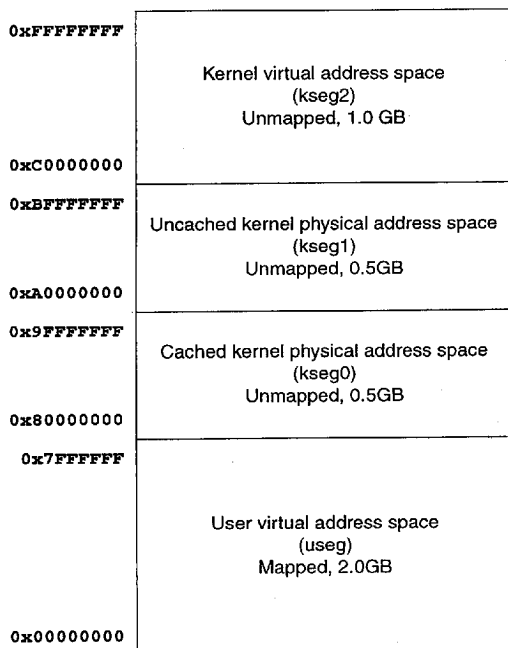 0xFFFFFFFF
Kernel virtual address space
(kseg2)
Unmapped, 1.0 GB
0xC0000000
0xBFFFFFFF
Uncached kernel physical address space
(kseg1)
Unmapped, 0.5GB
0xA0000000
0x9FFFFFFF
Cached kernel physical address space
(kseg0)
Unmapped, 0.5GB
0x80000000
0x7FFFFFF
User virtual address space
(useg)
Mapped, 2.0GB
0x00000000